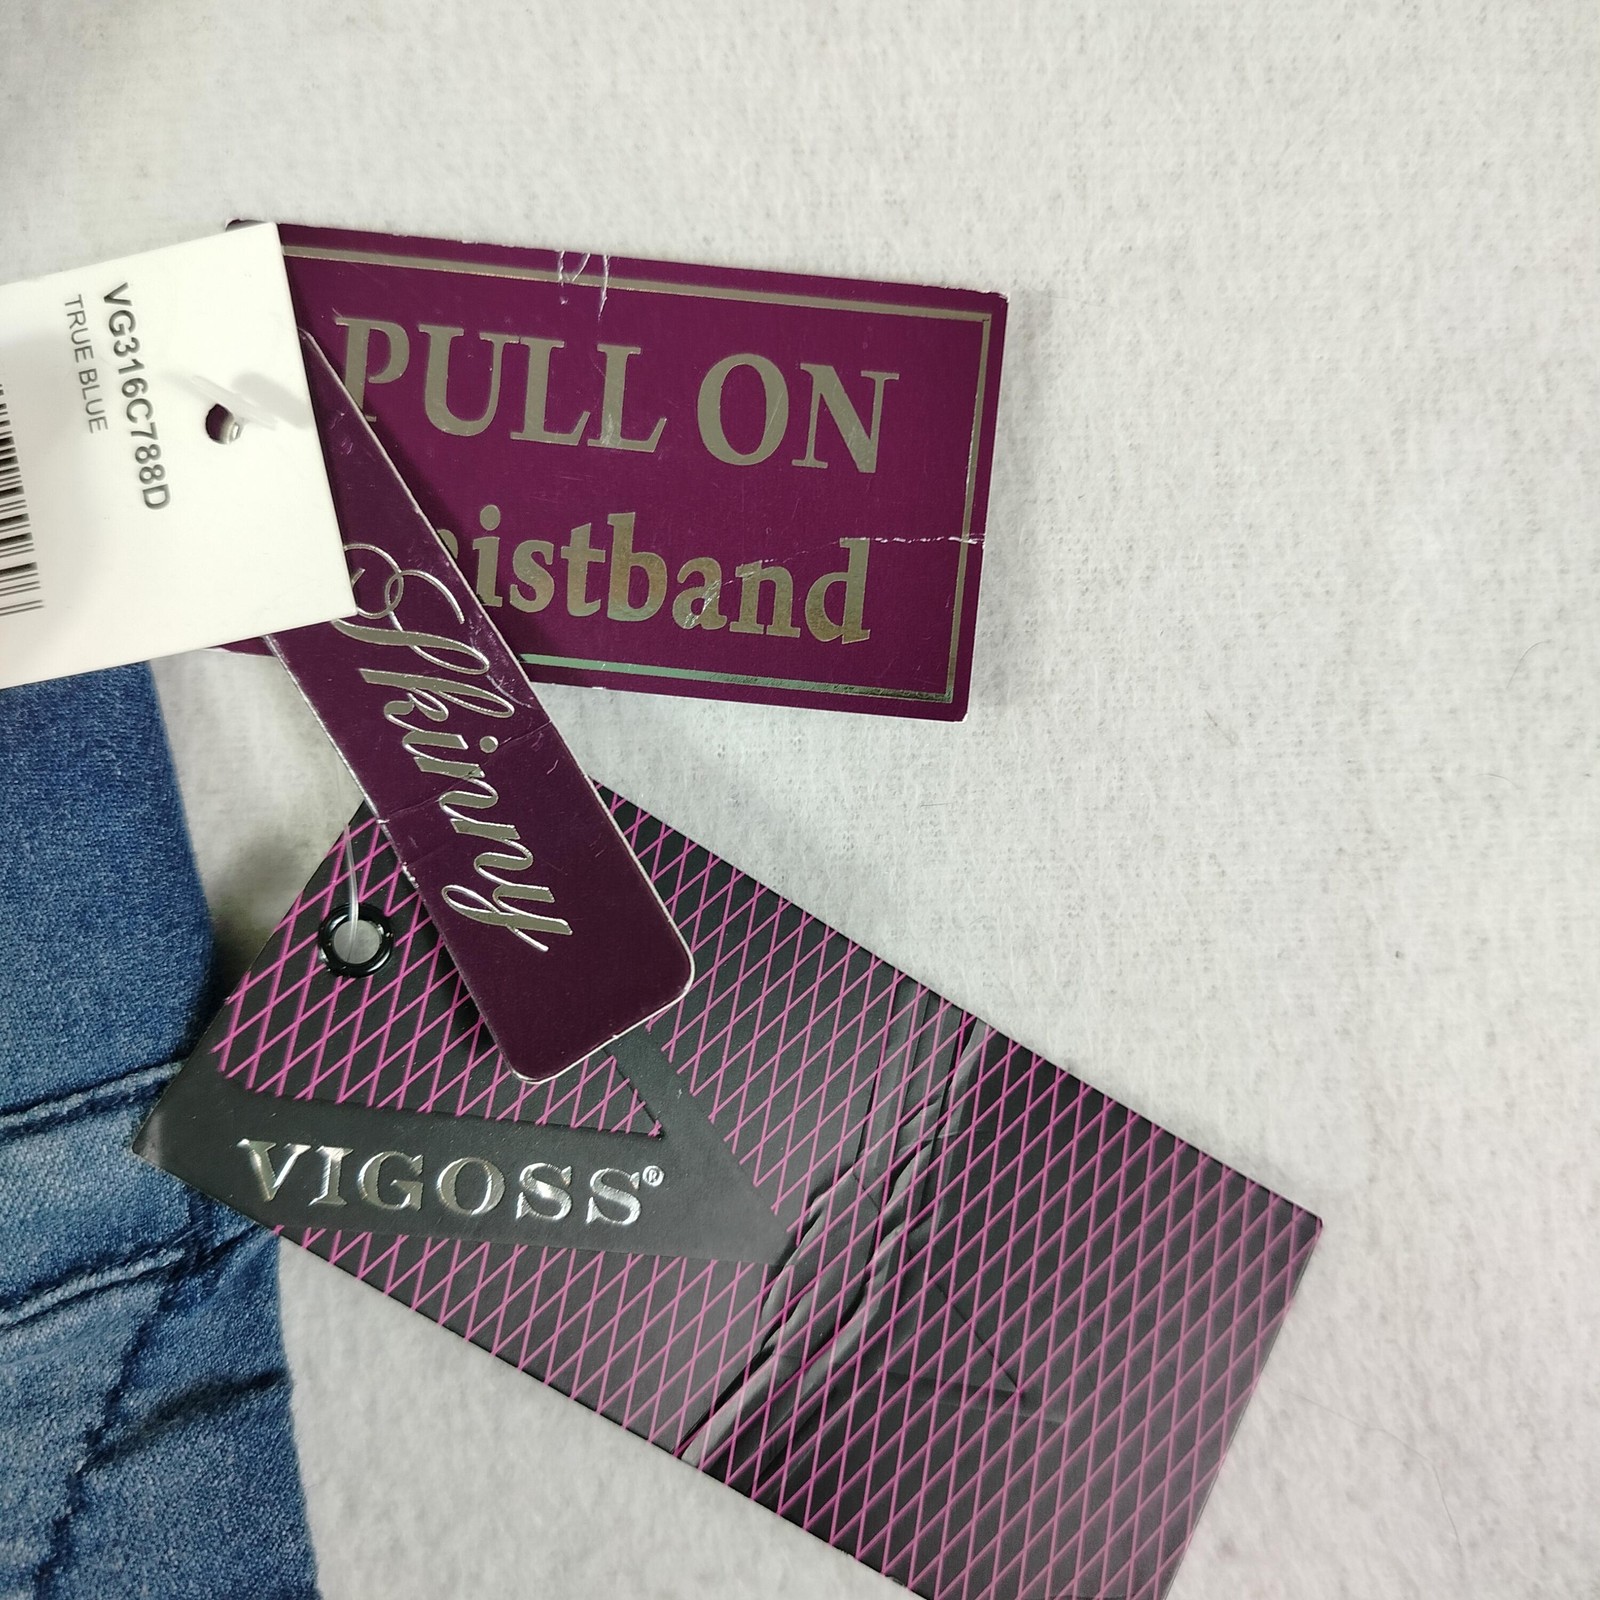 VG316C788D
TRUE BLUE
PULL ON
aistband
Skinny
VIGOSS®